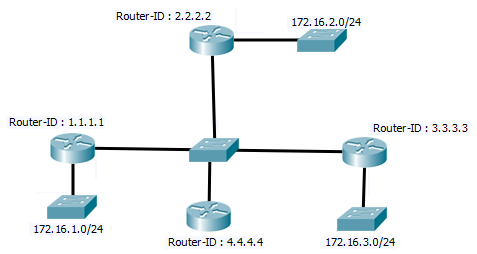 Router-ID : 2.2.2.2
172.16.2.0/24
Router-ID : 1.1.1.1
Router-ID : 3.3.3.3
172.16.1.0/24
Router-ID : 4.4.4.4
172.16.3.0/24